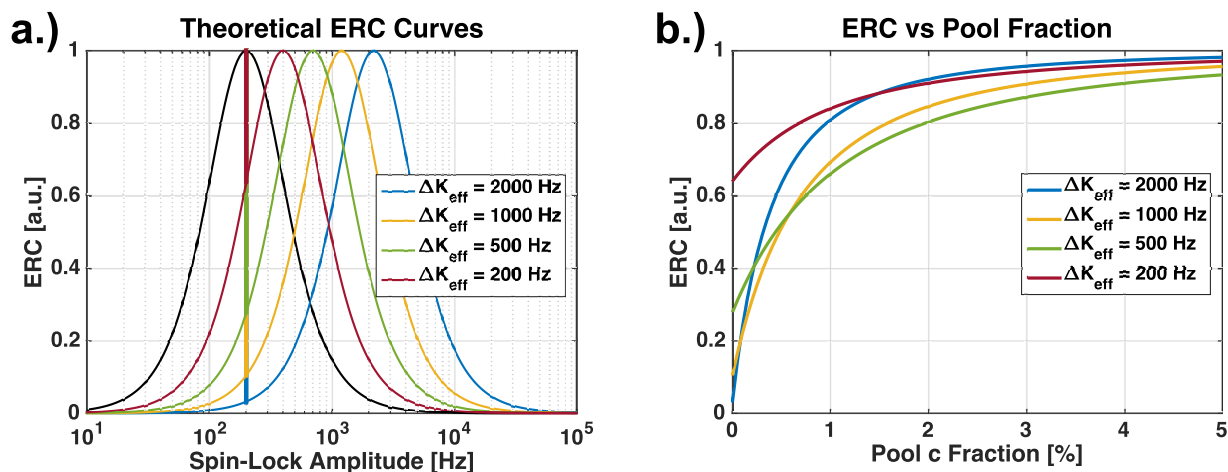 a.)
Theoretical ERC Curves
ERC [a.u.]
1
0.8
0.6
0.4
0.2
0
ΔK_eff = 2000 Hz
ΔK_eff = 1000 Hz
ΔK_eff = 500 Hz
ΔK_eff = 200 Hz
10^1 10^2 10^3 10^4 10^5
Spin-Lock Amplitude [Hz]
b.)
ERC vs Pool Fraction
ERC [a.u.]
1
0.8
0.6
0.4
0.2
0
ΔK_eff ≈ 2000 Hz
ΔK_eff = 1000 Hz
ΔK_eff = 500 Hz
ΔK_eff ≈ 200 Hz
0 1 2 3 4 5
Pool c Fraction [%]